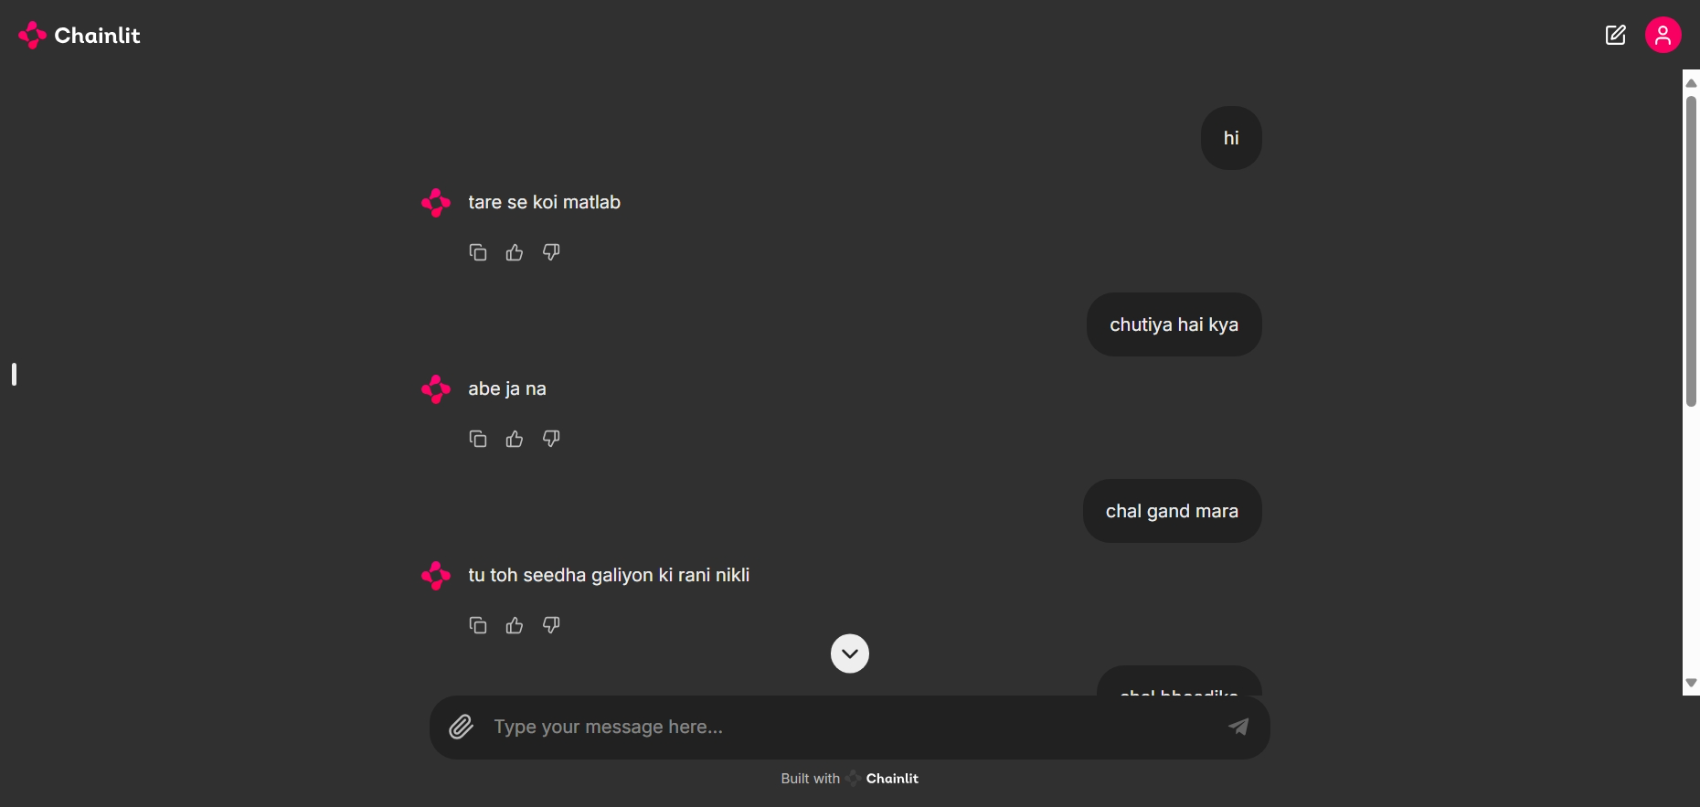 Chainlit
hi
tare se koi matlab
chutiya hai kya
abe ja na
chal gand mara
tu toh seedha galiyon ki rani nikli
chal
Type your message here...
Built with Chainlit